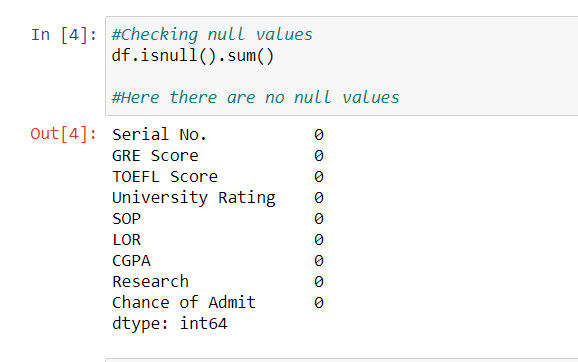 In [4]: #Checking null values
df.isnull().sum()
#Here there are no null values
Out[4]: Serial No. 0
GRE Score 0
TOEFL Score 0
University Rating 0
SOP 0
LOR 0
CGPA 0
Research 0
Chance of Admit 0
dtype: int64